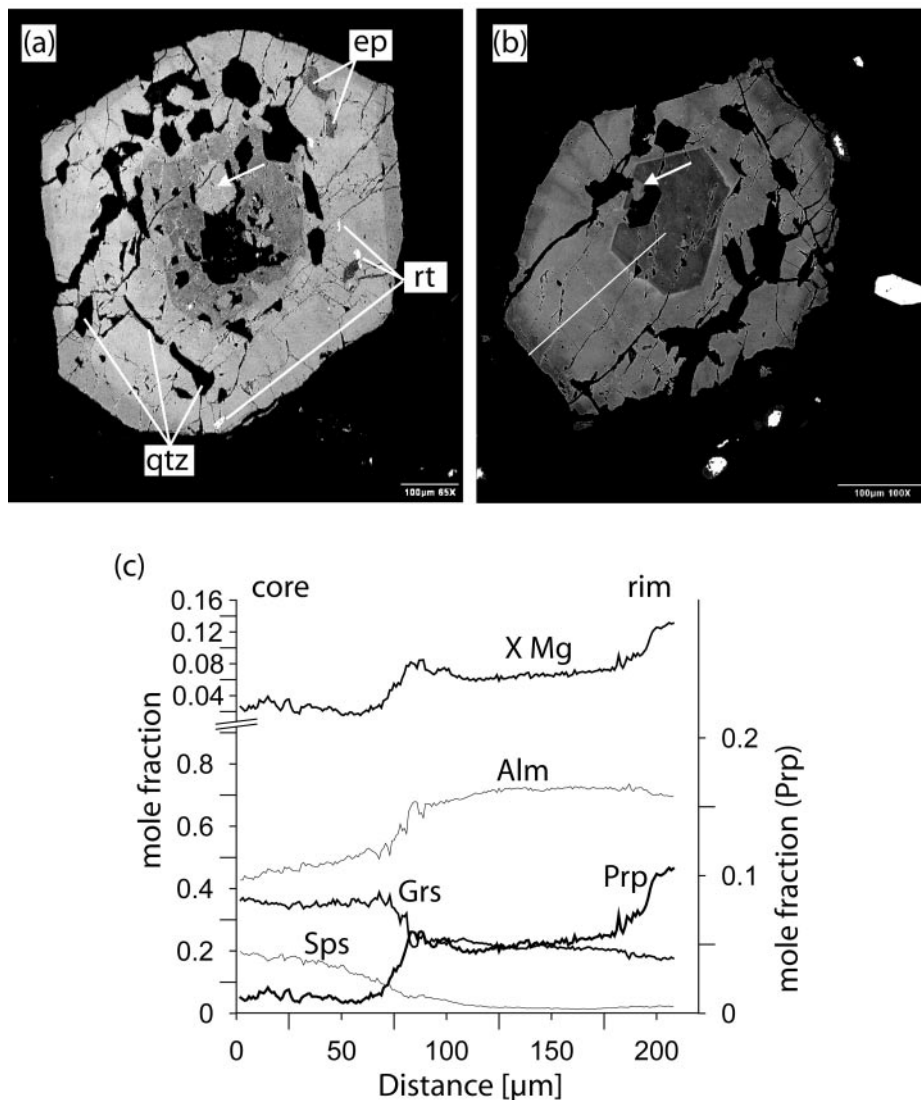 (a)
ep
rt
qtz
100µm 65X
(b)
100µm 100X
(c)
core
rim
0.16
0.12
0.08
0.04
X Mg
mole fraction
0.8
0.6
0.4
0.2
0
Alm
Grs
Prp
Sps
0.2
0.1
0
mole fraction (Prp)
0 50 100 150 200
Distance [µm]